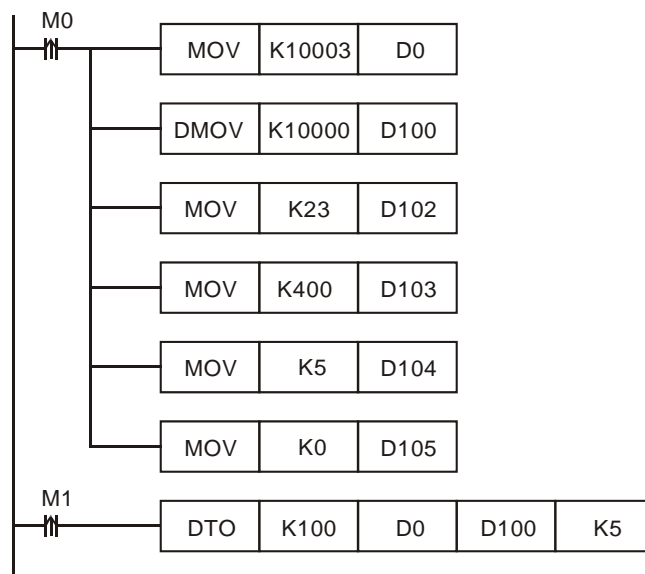 M0
MOV K10003 D0
DMOV K10000 D100
MOV K23 D102
MOV K400 D103
MOV K5 D104
MOV K0 D105
M1
DTO K100 D0 D100 K5